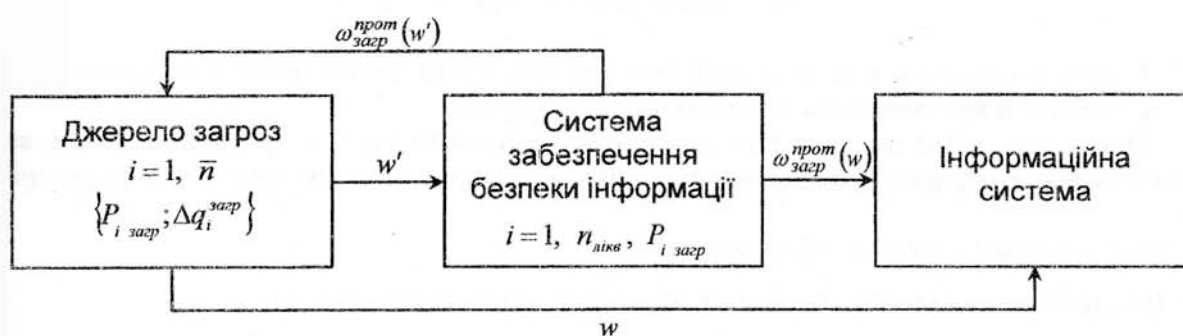 ω_загр^прот(w′)
Джерело загроз
i = 1, n̅
{P_i загр; Δq_i^загр}
w′
Система
забезпечення
безпеки інформації
i = 1, n_ліке, P_i загр
ω_загр^прот(w)
Інформаційна
система
w